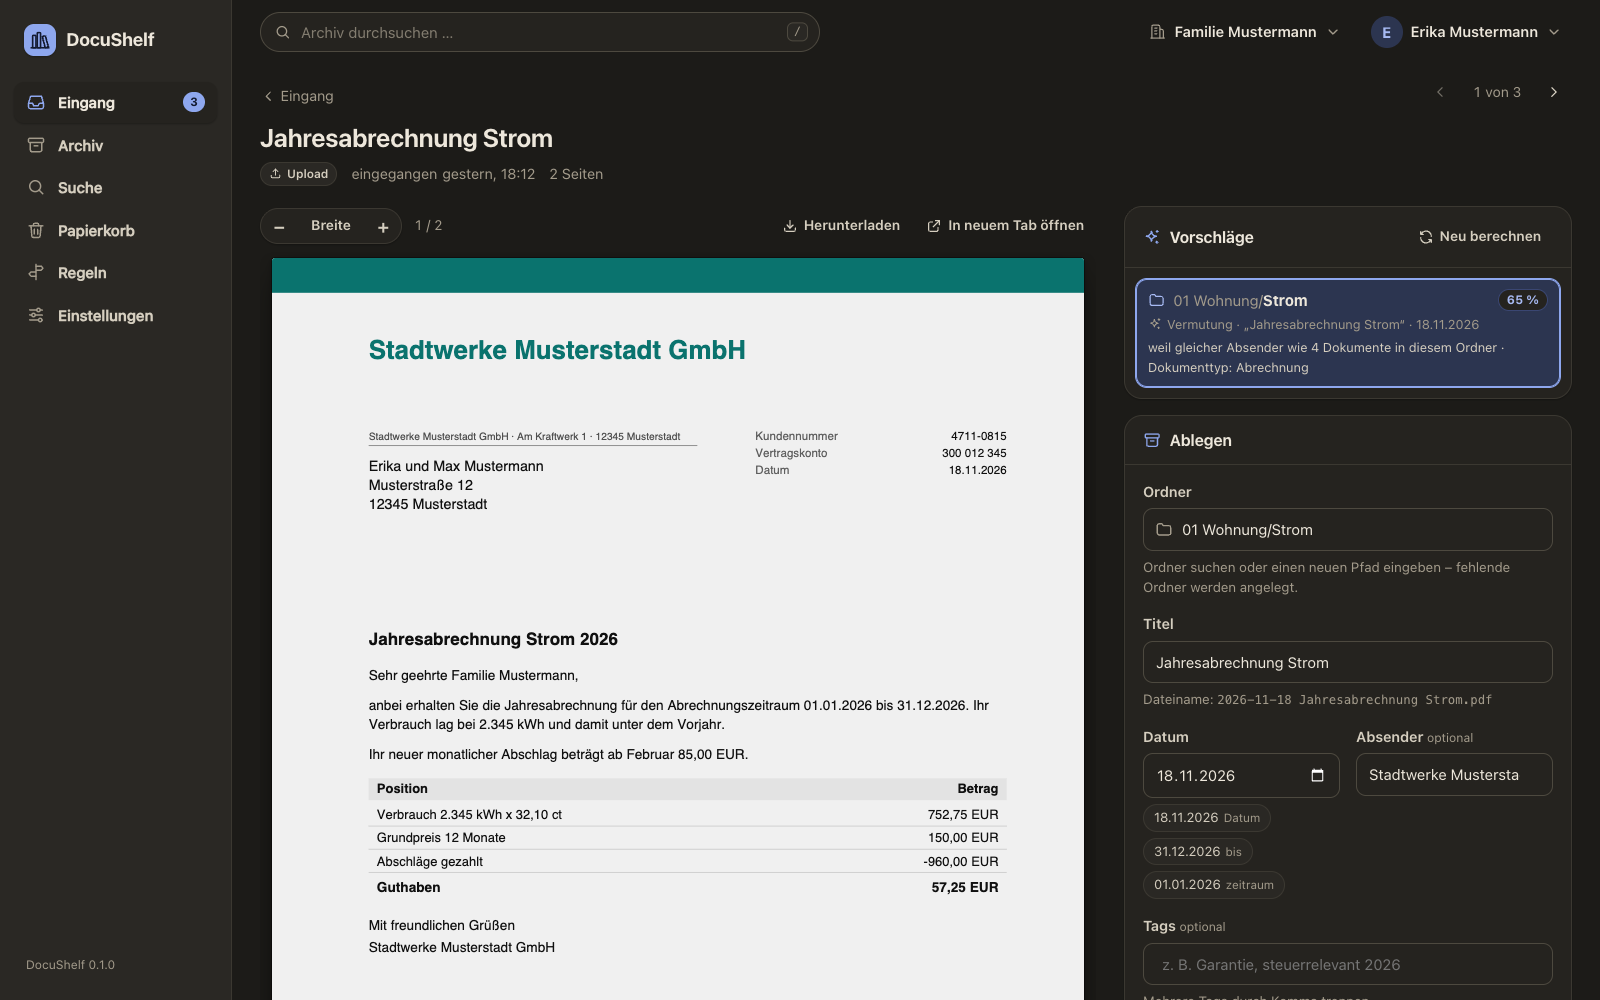 DocuShelf
Archiv durchsuchen ...
/
Familie Mustermann
E
Erika Mustermann
Eingang
3
Archiv
Suche
Papierkorb
Regeln
Einstellungen
DocuShelf 0.1.0
Eingang
1 von 3
Jahresabrechnung Strom
Upload
eingegangen gestern, 18:12
2 Seiten
− Breite +
1 / 2
Herunterladen
In neuem Tab öffnen
Stadtwerke Musterstadt GmbH
Stadtwerke Musterstadt GmbH · Am Kraftwerk 1 · 12345 Musterstadt
Erika und Max Mustermann
Musterstraße 12
12345 Musterstadt
Kundennummer 4711-0815
Vertragskonto 300 012 345
Datum 18.11.2026
Jahresabrechnung Strom 2026
Sehr geehrte Familie Mustermann,
anbei erhalten Sie die Jahresabrechnung für den Abrechnungszeitraum 01.01.2026 bis 31.12.2026. Ihr
Verbrauch lag bei 2.345 kWh und damit unter dem Vorjahr.
Ihr neuer monatlicher Abschlag beträgt ab Februar 85,00 EUR.
Position Betrag
Verbrauch 2.345 kWh x 32,10 ct 752,75 EUR
Grundpreis 12 Monate 150,00 EUR
Abschläge gezahlt -960,00 EUR
Guthaben 57,25 EUR
Mit freundlichen Grüßen
Stadtwerke Musterstadt GmbH
Vorschläge
Neu berechnen
01 Wohnung/Strom
65 %
Vermutung · „Jahresabrechnung Strom“ · 18.11.2026
weil gleicher Absender wie 4 Dokumente in diesem Ordner ·
Dokumenttyp: Abrechnung
Ablegen
Ordner
01 Wohnung/Strom
Ordner suchen oder einen neuen Pfad eingeben – fehlende
Ordner werden angelegt.
Titel
Jahresabrechnung Strom
Dateiname: 2026-11-18 Jahresabrechnung Strom.pdf
Datum
18.11.2026
Absender optional
Stadtwerke Mustersta
18.11.2026 Datum
31.12.2026 bis
01.01.2026 zeitraum
Tags optional
z. B. Garantie, steuerrelevant 2026
Mehrere Tags durch Komma trennen